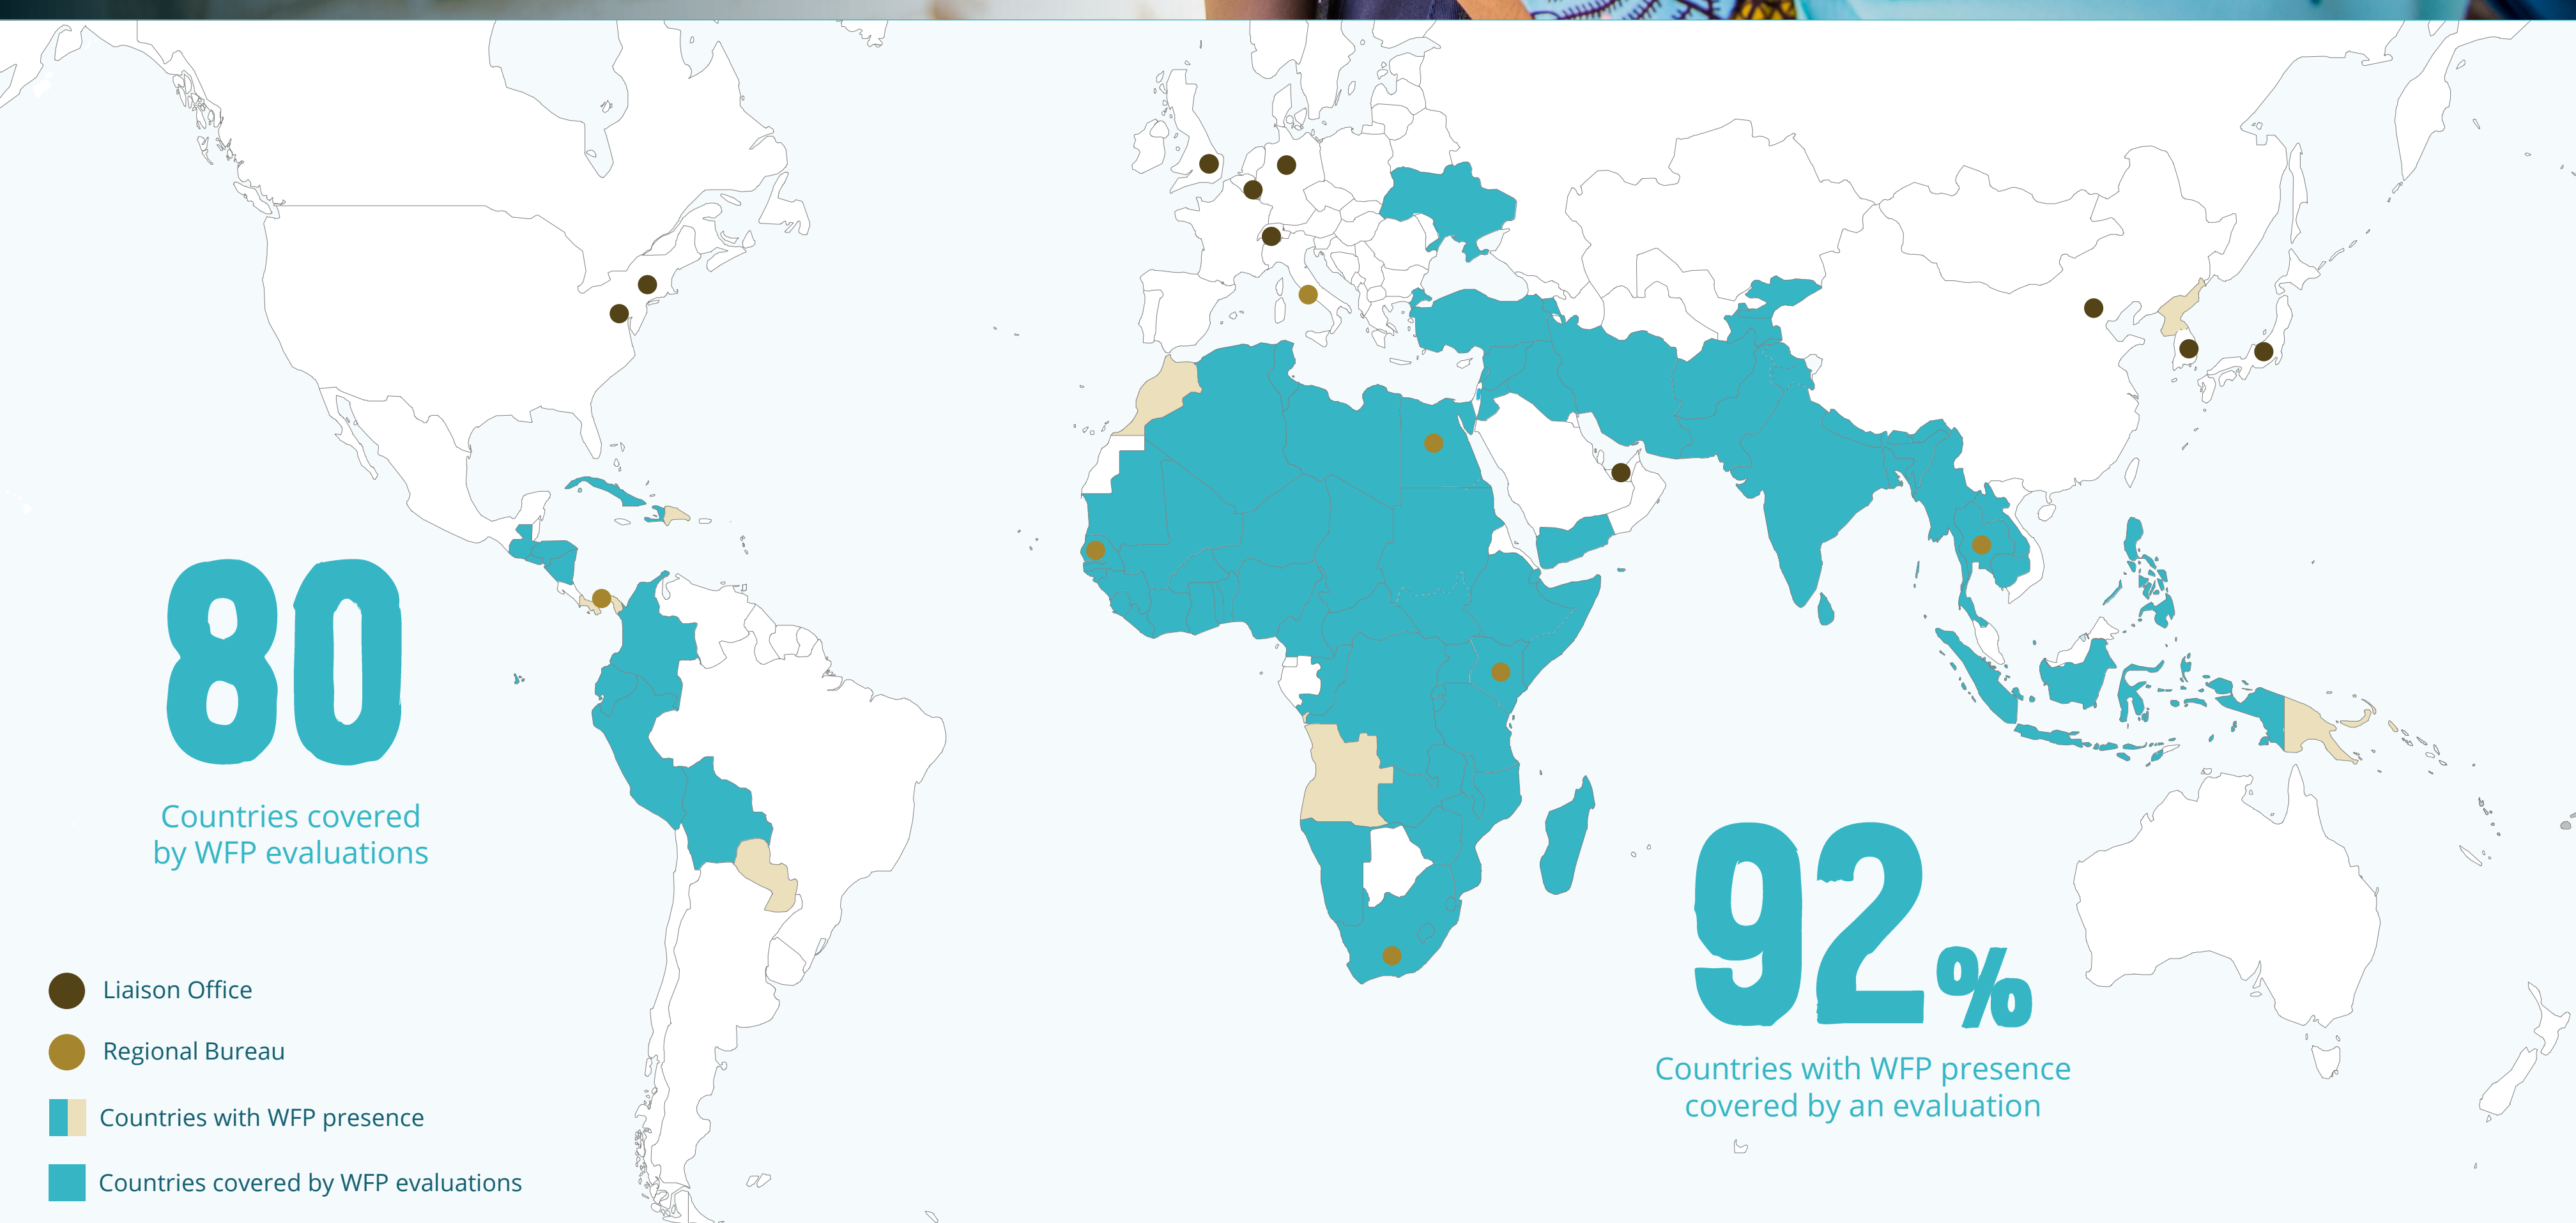 80
Countries covered
by WFP evaluations
Liaison Office
Regional Bureau
Countries with WFP presence
Countries covered by WFP evaluations
92%
Countries with WFP presence
covered by an evaluation